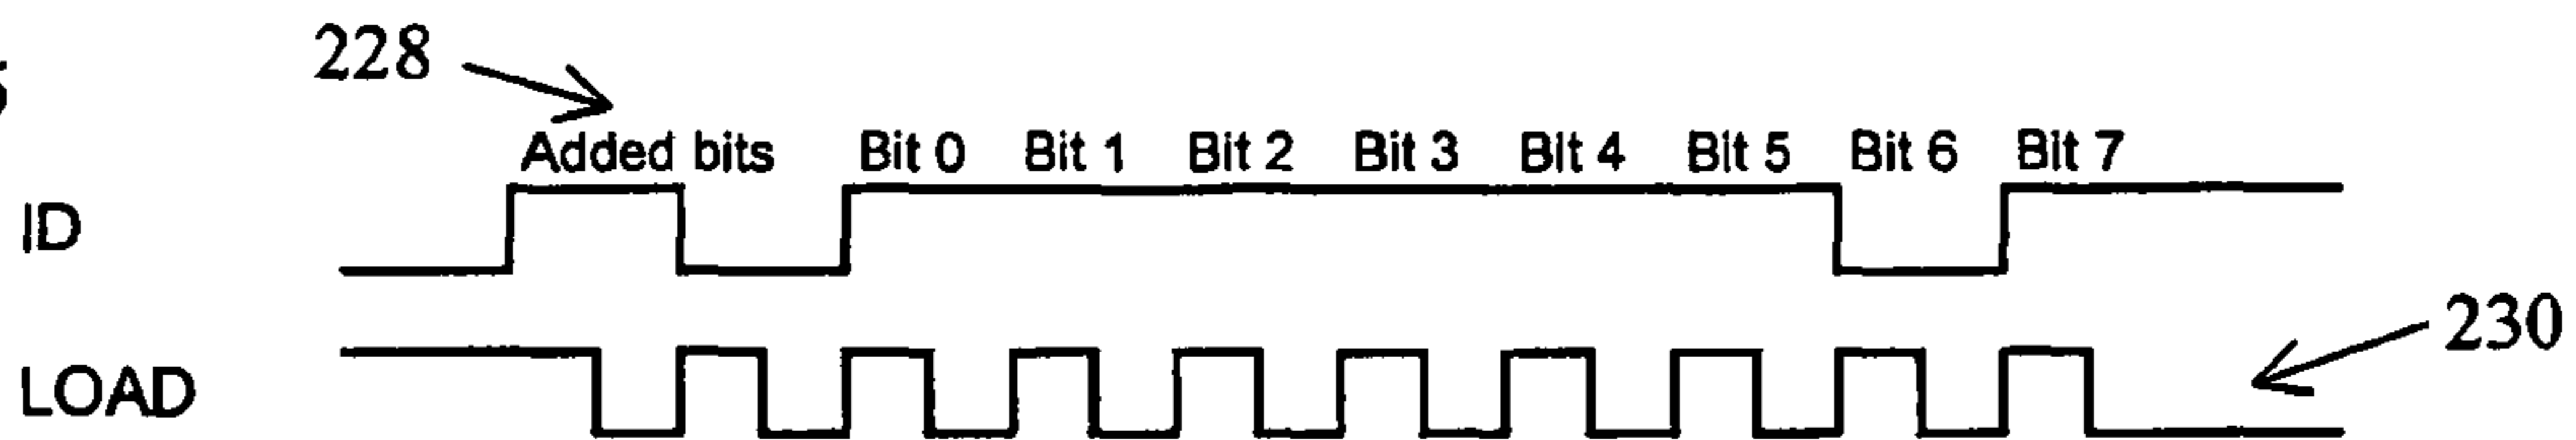 228
Added bits Bit 0 Bit 1 Bit 2 Bit 3 Bit 4 Bit 5 Bit 6 Bit 7
ID
230
LOAD